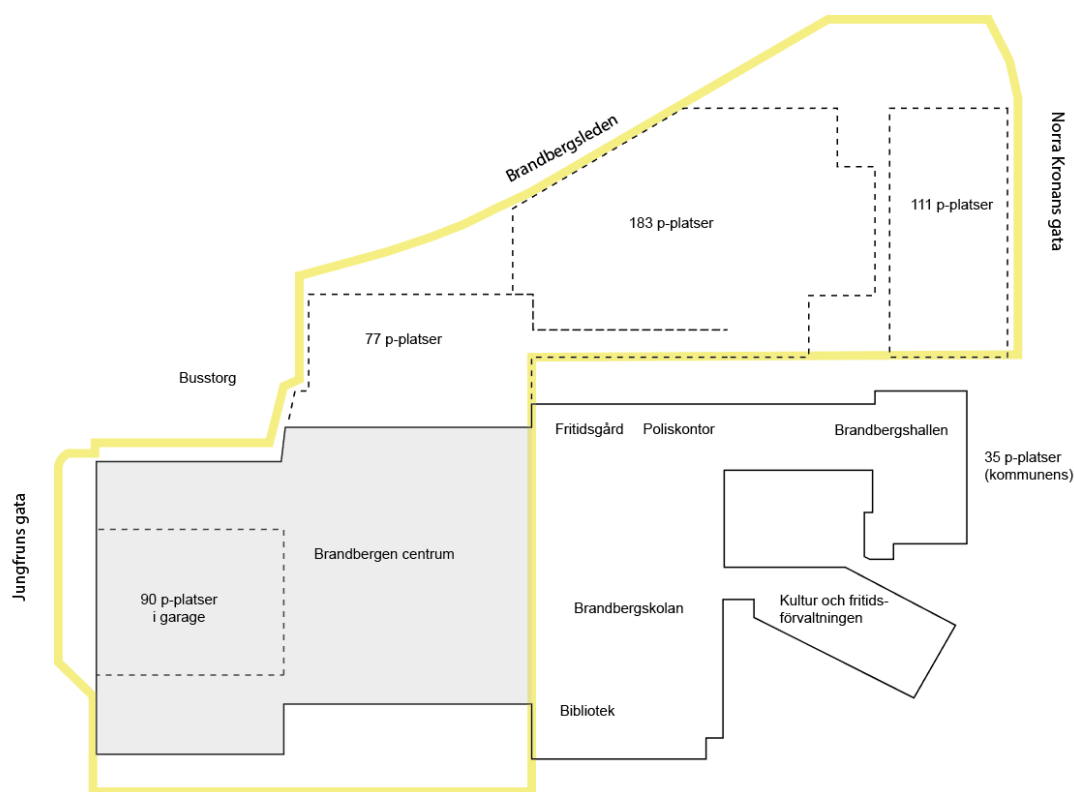 Brandbergsleden
Norra Kronans gata
183 p-platser
111 p-platser
77 p-platser
Busstorg
Fritidsgård
Poliskontor
Brandbergshallen
35 p-platser
(kommunens)
Jungfruns gata
Brandbergen centrum
90 p-platser
i garage
Brandbergskolan
Kultur och fritids-
förvaltningen
Bibliotek